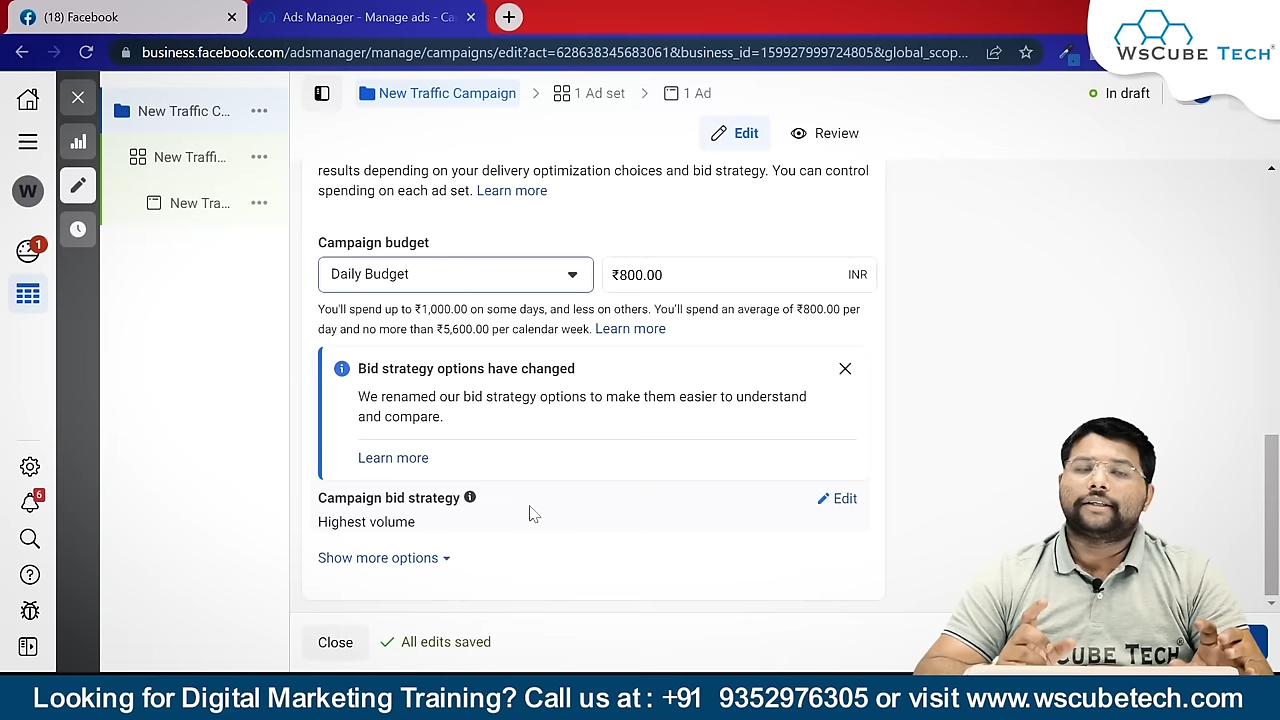 (18) Facebook
Ads Manager - Manage ads - Ca
WsCube Tech®
business.facebook.com/adsmanager/manage/campaigns/edit?act=628638345683061&business_id=159927999724805&global_scop...
New Traffic C...
New Traffic Campaign
1 Ad set
1 Ad
In draft
Edit
Review
New Traffi...
New Tra...
W
1
results depending on your delivery optimization choices and bid strategy. You can control
spending on each ad set. Learn more
Campaign budget
Daily Budget
₹800.00
INR
You'll spend up to ₹1,000.00 on some days, and less on others. You'll spend an average of ₹800.00 per
day and no more than ₹5,600.00 per calendar week. Learn more
Bid strategy options have changed
We renamed our bid strategy options to make them easier to understand
and compare.
Learn more
Campaign bid strategy
Edit
Highest volume
6
Show more options
Close
All edits saved
CUBE TECH®
Looking for Digital Marketing Training? Call us at : +91 9352976305 or visit www.wscubetech.com